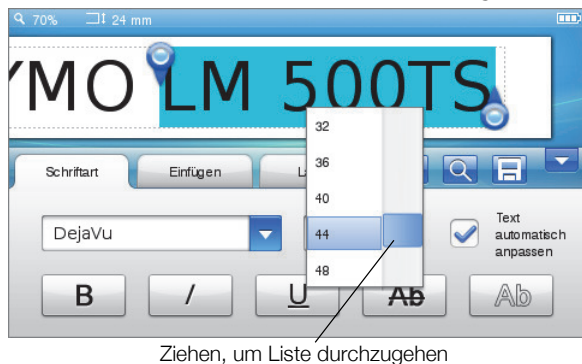 70% 24 mm
YMO LM 500TS
32
36
40
44
48
Schriftart Einfügen
DejaVu
Text
automatisch
anpassen
B I U Ab Ab
Ziehen, um Liste durchzugehen